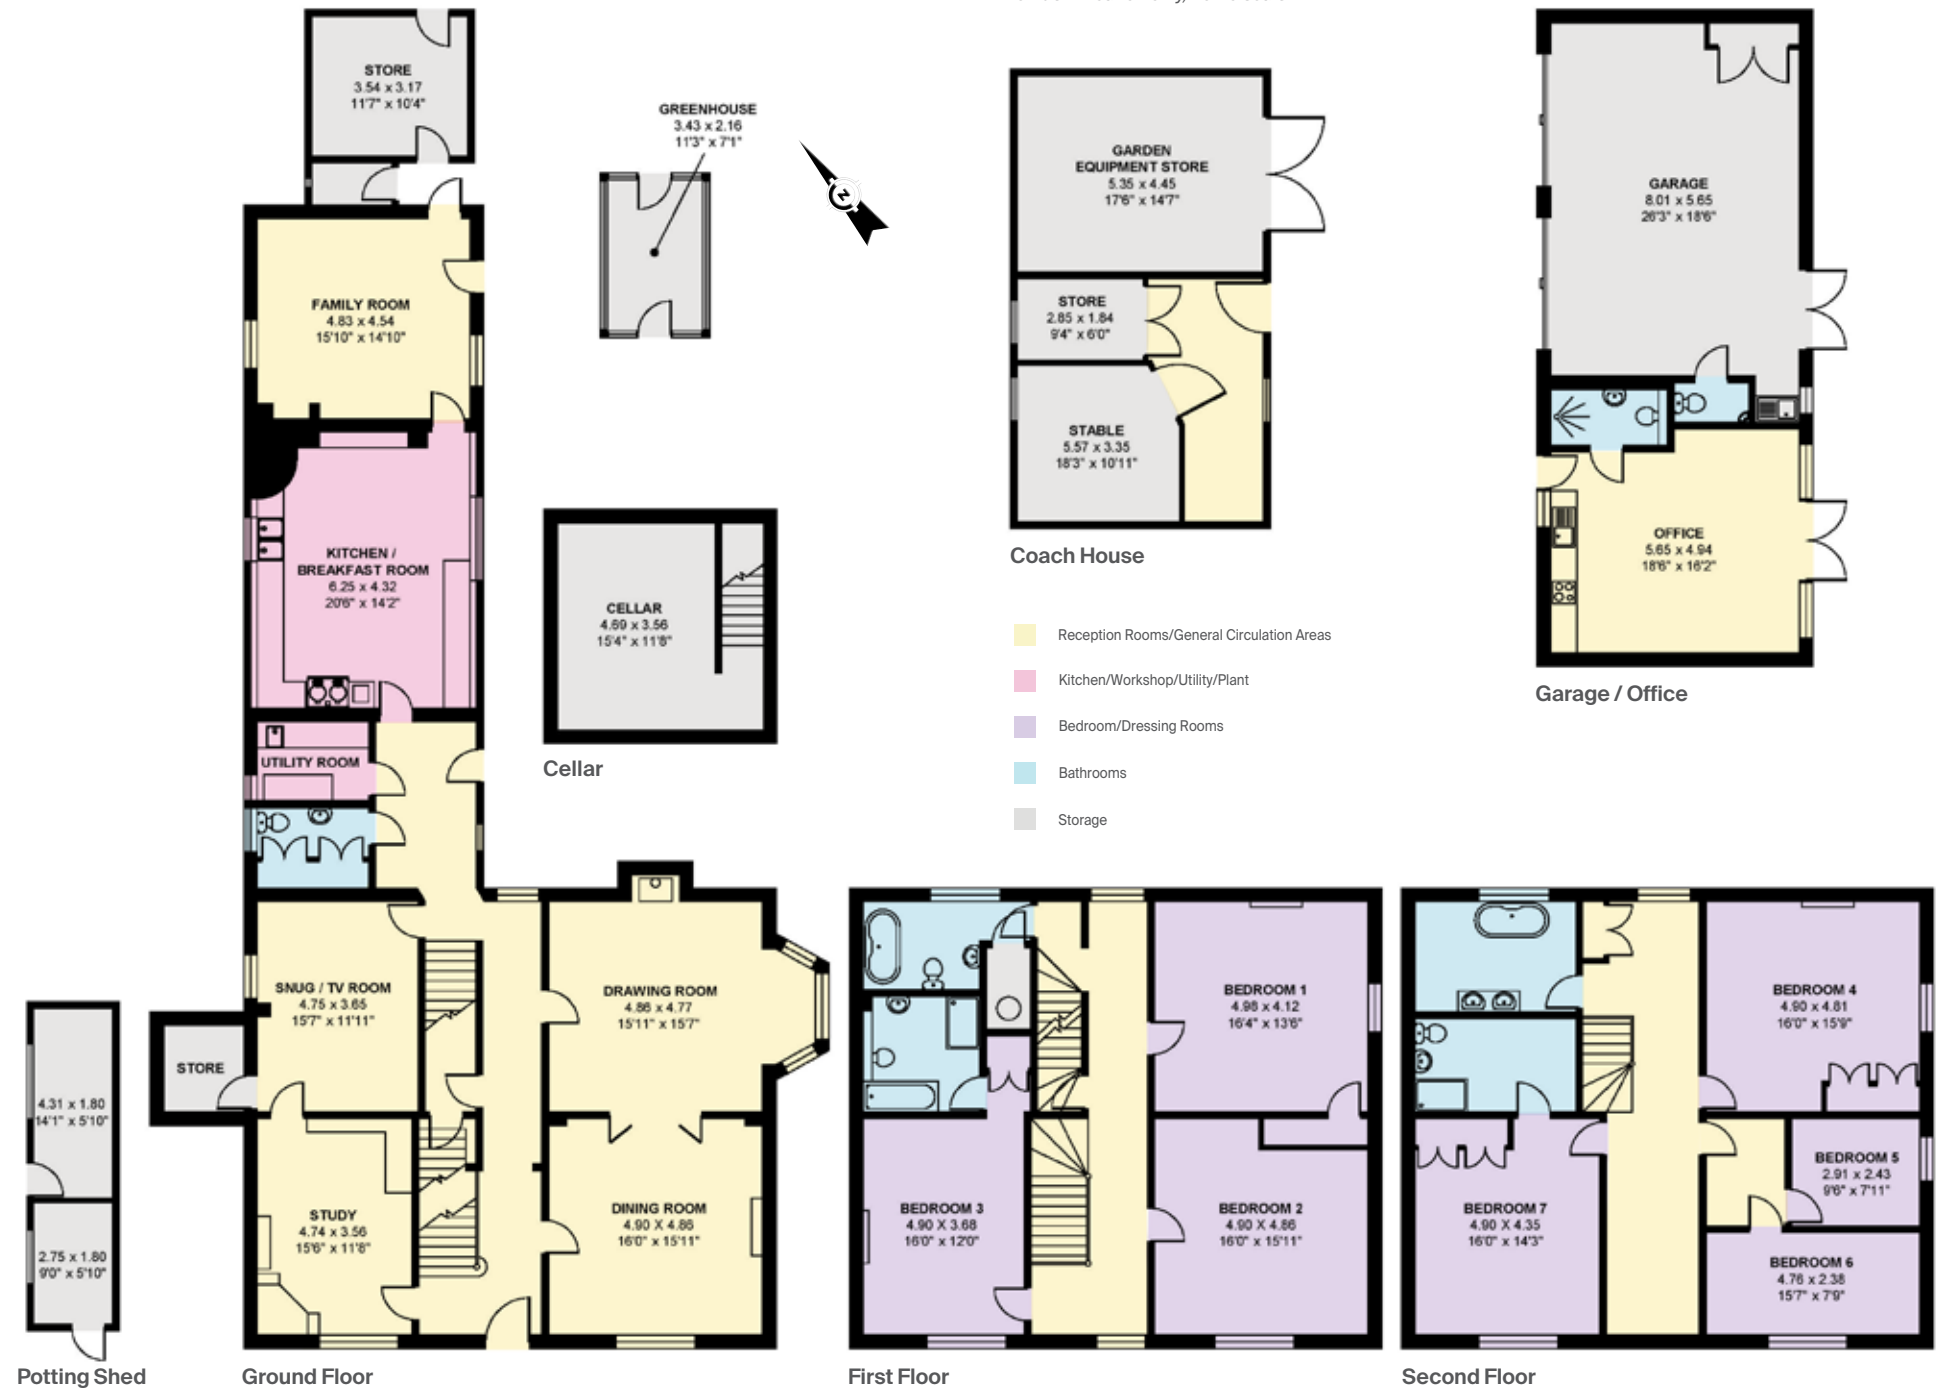 STORE
3.54 x 3.17
11'7" x 10'4"
GREENHOUSE
3.43 x 2.16
11'3" x 7'1"
N
GARDEN
EQUIPMENT STORE
5.35 x 4.45
17'6" x 14'7"
STORE
2.85 x 1.84
9'4" x 6'0"
STABLE
5.57 x 3.35
18'3" x 10'11"
Coach House
GARAGE
8.01 x 5.65
26'3" x 18'6"
OFFICE
5.65 x 4.94
18'6" x 16'2"
Garage / Office
FAMILY ROOM
4.83 x 4.54
15'10" x 14'10"
KITCHEN /
BREAKFAST ROOM
6.25 x 4.32
20'6" x 14'2"
UTILITY ROOM
CELLAR
4.69 x 3.56
15'4" x 11'8"
Cellar
Reception Rooms/General Circulation Areas
Kitchen/Workshop/Utility/Plant
Bedroom/Dressing Rooms
Bathrooms
Storage
4.31 x 1.80
14'1" x 5'10"
2.75 x 1.80
9'0" x 5'10"
Potting Shed
STORE
SNUG / TV ROOM
4.75 x 3.65
15'7" x 11'11"
DRAWING ROOM
4.86 x 4.77
15'11" x 15'7"
STUDY
4.74 x 3.56
15'6" x 11'8"
DINING ROOM
4.90 X 4.86
16'0" x 15'11"
Ground Floor
BEDROOM 1
4.98 x 4.12
16'4" x 13'6"
BEDROOM 3
4.90 X 3.68
16'0" x 12'0"
BEDROOM 2
4.90 X 4.86
16'0" x 15'11"
First Floor
BEDROOM 4
4.90 x 4.81
16'0" x 15'9"
BEDROOM 5
2.91 x 2.43
9'6" x 7'11"
BEDROOM 7
4.90 x 4.35
16'0" x 14'3"
BEDROOM 6
4.76 x 2.38
15'7" x 7'9"
Second Floor